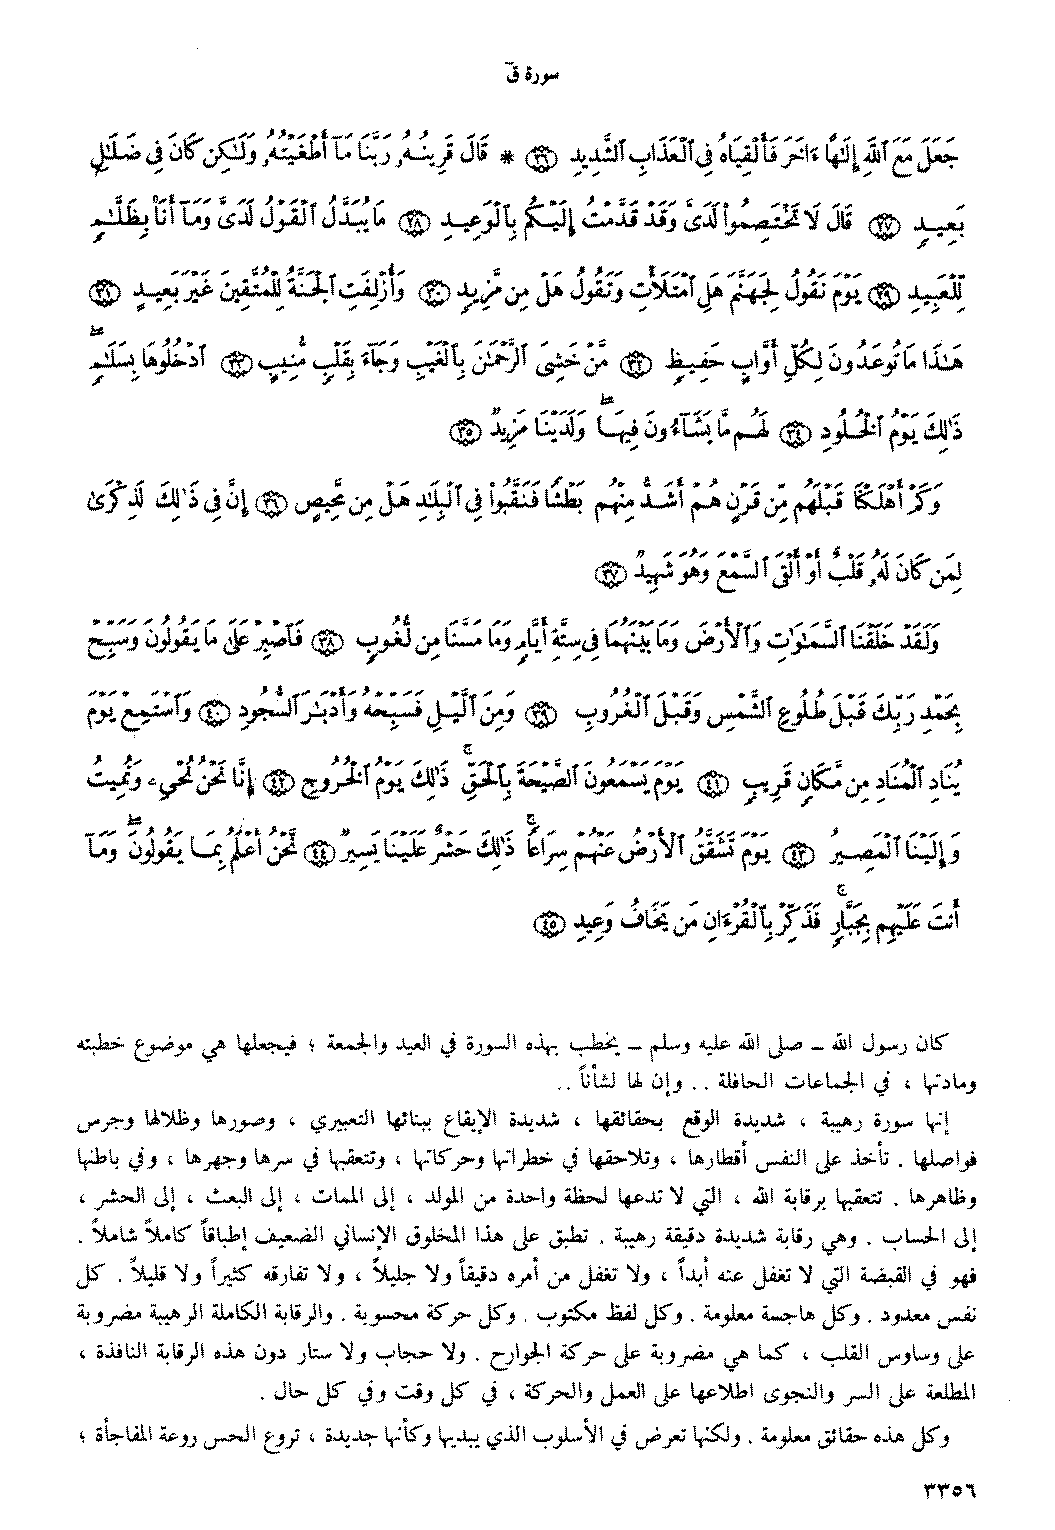 سورة قۤ
جَعَلَ مَعَ ٱللَّهِ إِلَـٰهًا ءَاخَرَ فَأَلْقِيَاهُ فِى ٱلْعَذَابِ ٱلشَّدِيدِ ﴿٢٦﴾ * قَالَ قَرِينُهُۥ رَبَّنَا مَآ أَطْغَيْتُهُۥ وَلَـٰكِن كَانَ فِى ضَلَـٰلٍۭ
بَعِيدٍ ﴿٢٧﴾ قَالَ لَا تَخْتَصِمُوا۟ لَدَىَّ وَقَدْ قَدَّمْتُ إِلَيْكُم بِٱلْوَعِيدِ ﴿٢٨﴾ مَا يُبَدَّلُ ٱلْقَوْلُ لَدَىَّ وَمَآ أَنَا۠ بِظَلَّـٰمٍ
لِّلْعَبِيدِ ﴿٢٩﴾ يَوْمَ نَقُولُ لِجَهَنَّمَ هَلِ ٱمْتَلَأْتِ وَتَقُولُ هَلْ مِن مَّزِيدٍ ﴿٣٠﴾ وَأُزْلِفَتِ ٱلْجَنَّةُ لِلْمُتَّقِينَ غَيْرَ بَعِيدٍ ﴿٣١﴾
هَـٰذَا مَا تُوعَدُونَ لِكُلِّ أَوَّابٍ حَفِيظٍ ﴿٣٢﴾ مَّنْ خَشِىَ ٱلرَّحْمَـٰنَ بِٱلْغَيْبِ وَجَآءَ بِقَلْبٍ مُّنِيبٍ ﴿٣٣﴾ ٱدْخُلُوهَا بِسَلَـٰمٍ ۖ
ذَٰلِكَ يَوْمُ ٱلْخُلُودِ ﴿٣٤﴾ لَهُم مَّا يَشَآءُونَ فِيهَا ۖ وَلَدَيْنَا مَزِيدٌ ﴿٣٥﴾
وَكَمْ أَهْلَكْنَا قَبْلَهُم مِّن قَرْنٍ هُمْ أَشَدُّ مِنْهُم بَطْشًا فَنَقَّبُوا۟ فِى ٱلْبِلَـٰدِ هَلْ مِن مَّحِيصٍ ﴿٣٦﴾ إِنَّ فِى ذَٰلِكَ لَذِكْرَىٰ
لِمَن كَانَ لَهُۥ قَلْبٌ أَوْ أَلْقَى ٱلسَّمْعَ وَهُوَ شَهِيدٌ ﴿٣٧﴾
وَلَقَدْ خَلَقْنَا ٱلسَّمَـٰوَٰتِ وَٱلْأَرْضَ وَمَا بَيْنَهُمَا فِى سِتَّةِ أَيَّامٍ وَمَا مَسَّنَا مِن لُّغُوبٍ ﴿٣٨﴾ فَٱصْبِرْ عَلَىٰ مَا يَقُولُونَ وَسَبِّحْ
بِحَمْدِ رَبِّكَ قَبْلَ طُلُوعِ ٱلشَّمْسِ وَقَبْلَ ٱلْغُرُوبِ ﴿٣٩﴾ وَمِنَ ٱلَّيْلِ فَسَبِّحْهُ وَأَدْبَـٰرَ ٱلسُّجُودِ ﴿٤٠﴾ وَٱسْتَمِعْ يَوْمَ
يُنَادِ ٱلْمُنَادِ مِن مَّكَانٍ قَرِيبٍ ﴿٤١﴾ يَوْمَ يَسْمَعُونَ ٱلصَّيْحَةَ بِٱلْحَقِّ ۚ ذَٰلِكَ يَوْمُ ٱلْخُرُوجِ ﴿٤٢﴾ إِنَّا نَحْنُ نُحْىِۦ وَنُمِيتُ
وَإِلَيْنَا ٱلْمَصِيرُ ﴿٤٣﴾ يَوْمَ تَشَقَّقُ ٱلْأَرْضُ عَنْهُمْ سِرَاعًا ۚ ذَٰلِكَ حَشْرٌ عَلَيْنَا يَسِيرٌ ﴿٤٤﴾ نَّحْنُ أَعْلَمُ بِمَا يَقُولُونَ ۖ وَمَآ
أَنتَ عَلَيْهِم بِجَبَّارٍ ۚ فَذَكِّرْ بِٱلْقُرْءَانِ مَن يَخَافُ وَعِيدِ ﴿٤٥﴾
كان رسول الله ــ صلى الله عليه وسلم ــ يخطب بهذه السورة في العيد والجمعة ؛ فيجعلها هي موضوع خطبته
ومادتها ، في الجماعات الحافلة .. وإن لها لشأناً ..
إنها سورة رهيبة ، شديدة الوقع بحقائقها ، شديدة الإيقاع ببنائها التعبيري ، وصورها وظلالها وجرس
فواصلها . تأخذ على النفس أقطارها ، وتلاحقها في خطراتها وحركاتها ، وتتعقبها في سرها وجهرها ، وفي باطنها
وظاهرها . تتعقبها برقابة الله ، التي لا تدعها لحظة واحدة من المولد ، إلى الممات ، إلى البعث ، إلى الحشر ،
إلى الحساب . وهي رقابة شديدة دقيقة رهيبة . تطبق على هذا المخلوق الإنساني الضعيف إطباقاً كاملاً شاملاً .
فهو في القبضة التي لا تغفل عنه أبداً ، ولا تغفل من أمره دقيقاً ولا جليلاً ، ولا تفارقه كثيراً ولا قليلاً . كل
نفس معدود . وكل هاجسة معلومة . وكل لفظ مكتوب . وكل حركة محسوبة . والرقابة الكاملة الرهيبة مضروبة
على وساوس القلب ، كما هي مضروبة على حركة الجوارح . ولا حجاب ولا ستار دون هذه الرقابة النافذة ،
المطلعة على السر والنجوى اطلاعها على العمل والحركة ، في كل وقت وفي كل حال .
وكل هذه حقائق معلومة . ولكنها تعرض في الأسلوب الذي يبديها وكأنها جديدة ، تروع الحس روعة المفاجأة ؛
٣٣٥٦